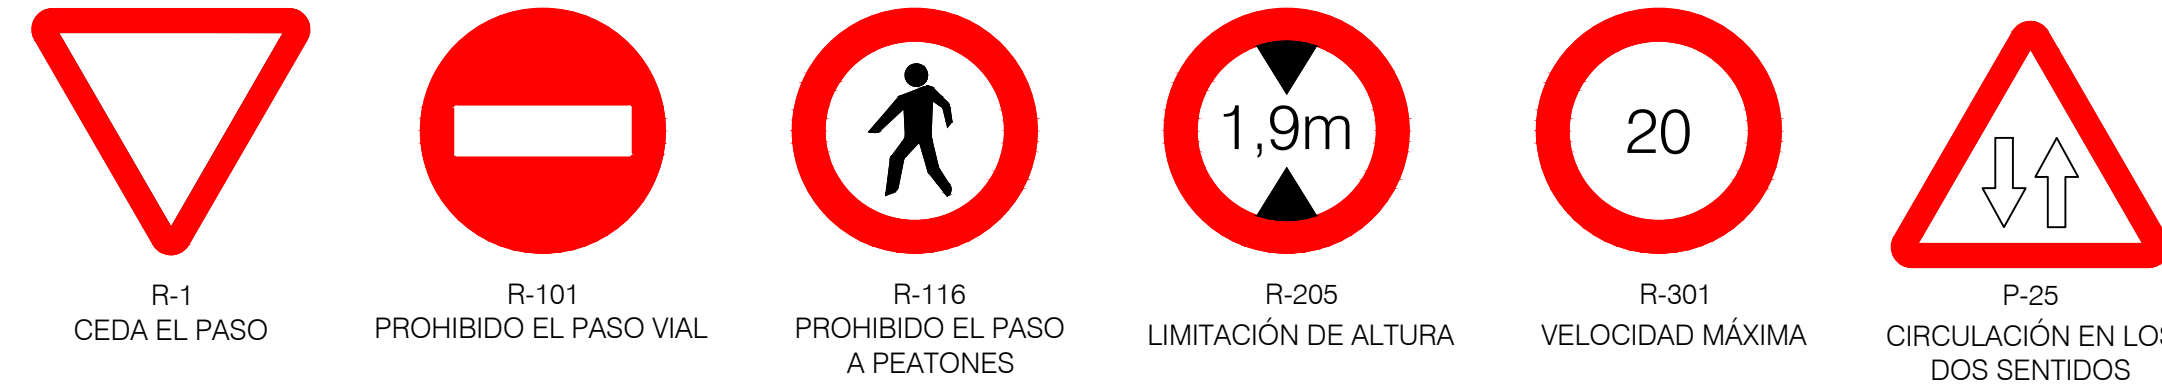 1,9m
20
R-1
CEDA EL PASO
R-101
PROHIBIDO EL PASO VIAL
R-116
PROHIBIDO EL PASO
A PEATONES
R-205
LIMITACIÓN DE ALTURA
R-301
VELOCIDAD MÁXIMA
P-25
CIRCULACIÓN EN LOS
DOS SENTIDOS